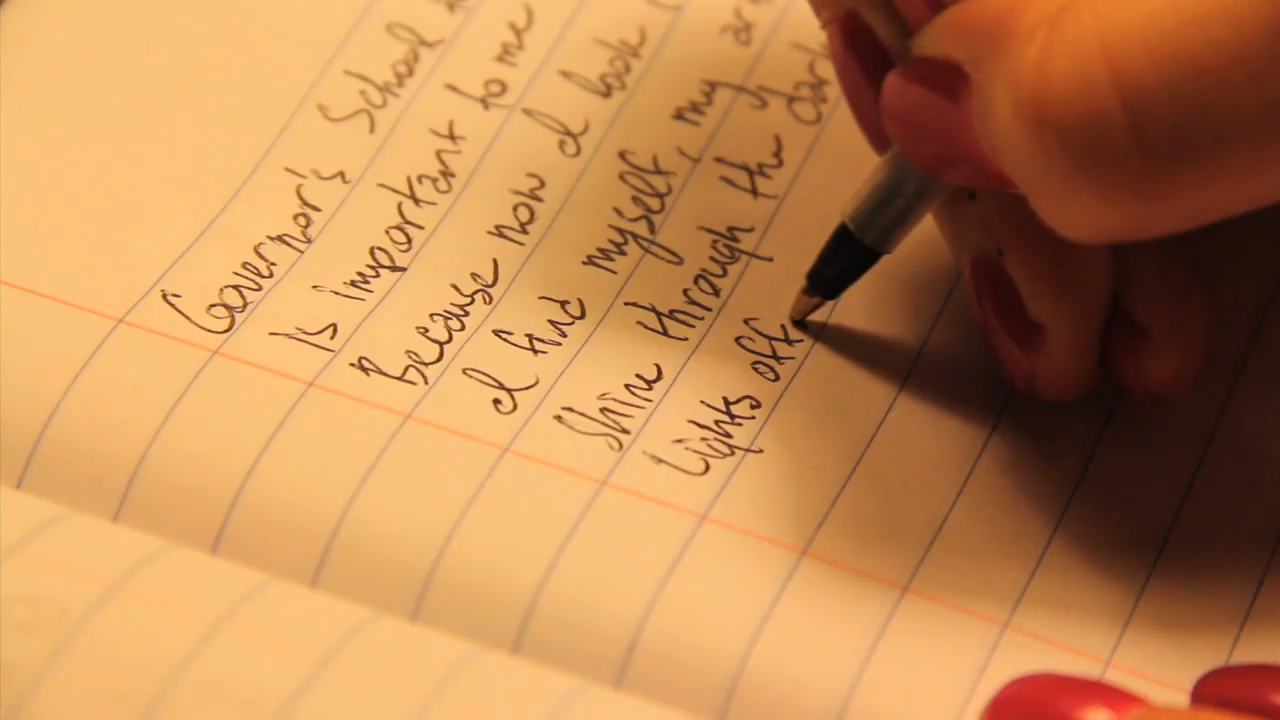 Governor's School
Is important to me
Because now I look
I find myself, my
Shine through the dark
Lights off